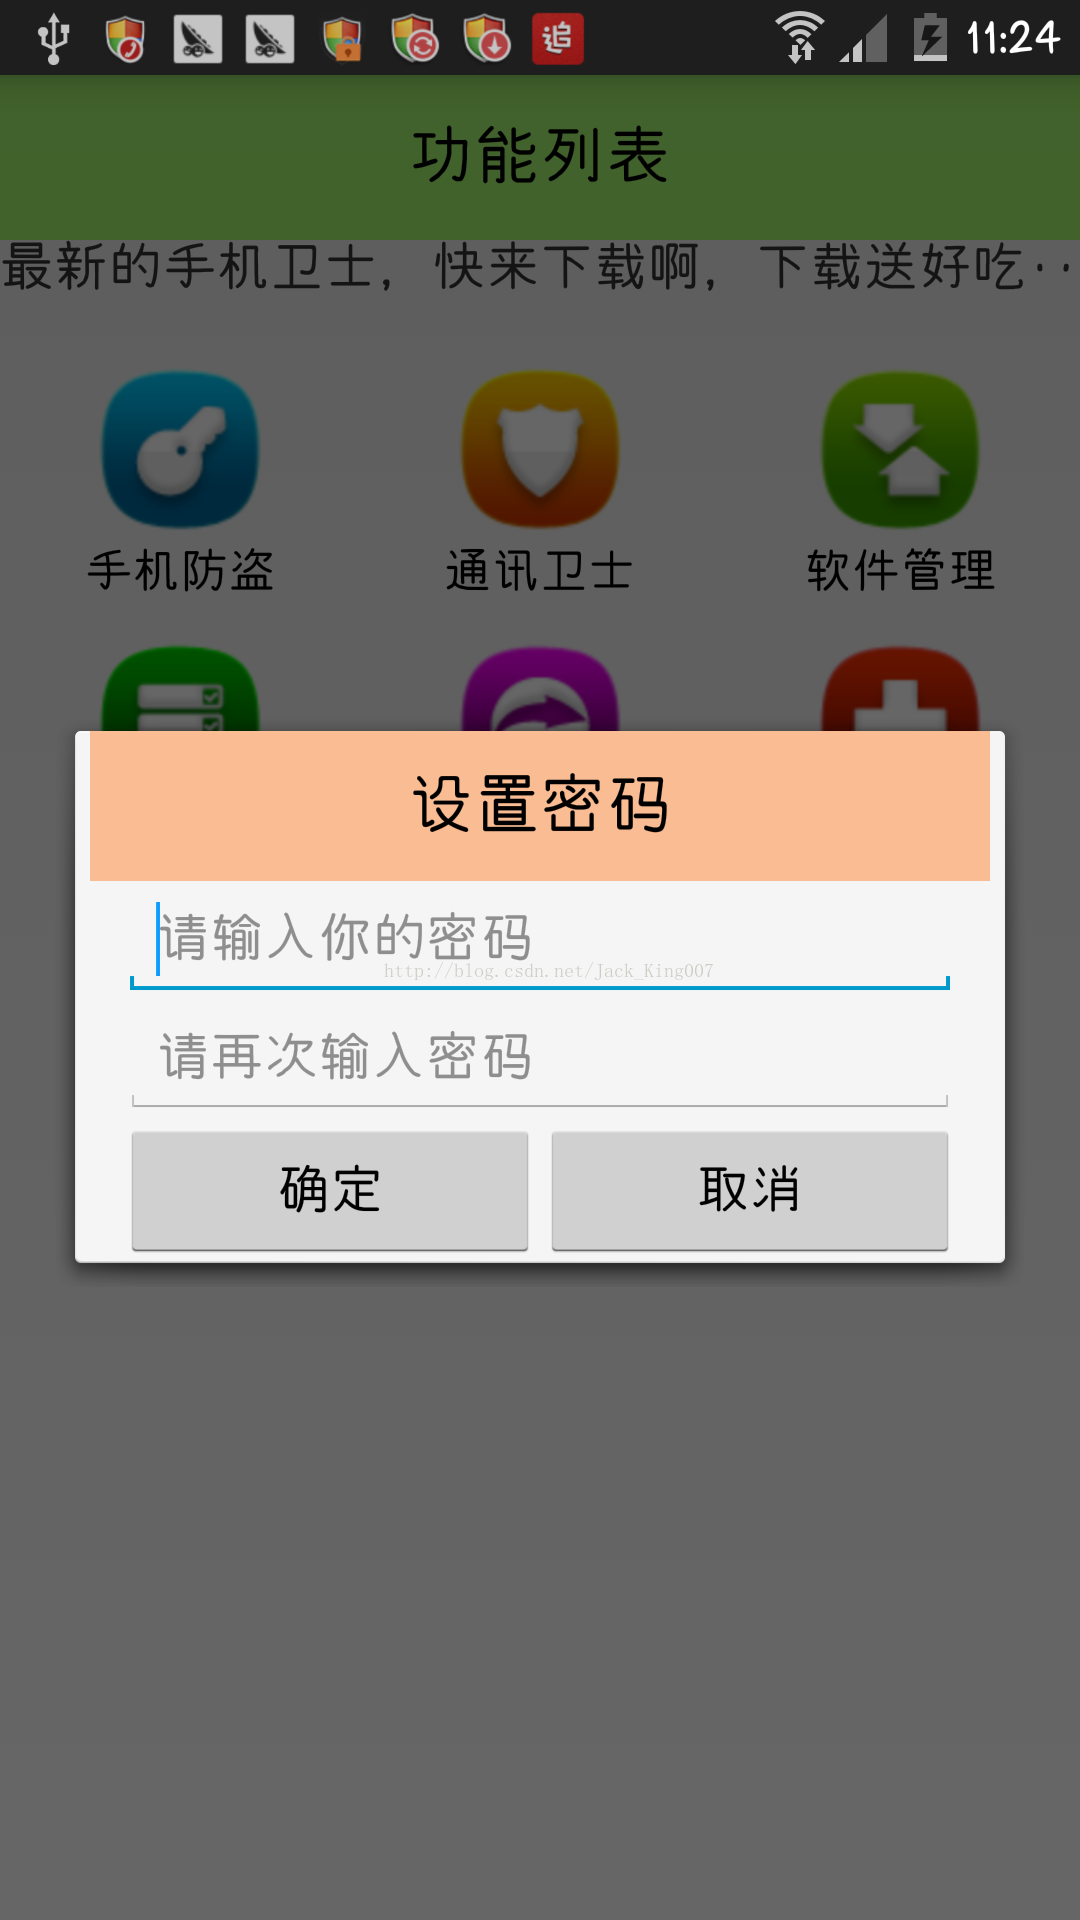 追
11:24
功能列表
最新的手机卫士，快来下载啊，下载送好吃··
手机防盗
通讯卫士
软件管理
设置密码
请输入你的密码
http://blog.csdn.net/Jack_King007
请再次输入密码
确定
取消